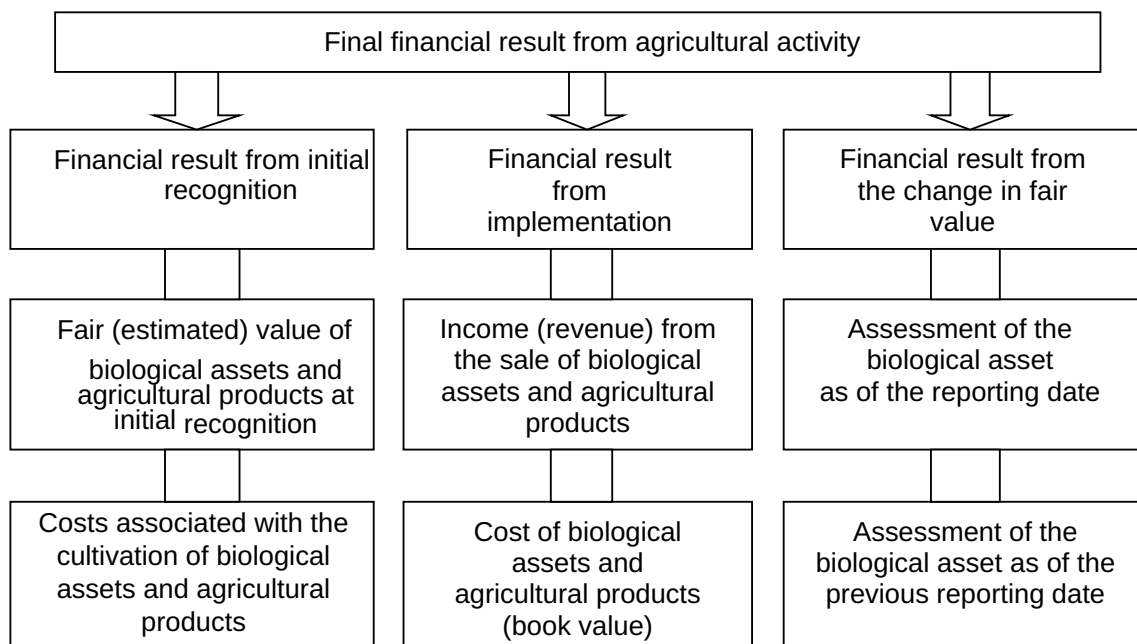 Final financial result from agricultural activity
Financial result from initial
recognition
Financial result
from
implementation
Financial result from
the change in fair
value
Fair (estimated) value of
biological assets and
agricultural products at
initial recognition
Income (revenue) from
the sale of biological
assets and agricultural
products
Assessment of the
biological asset
as of the reporting date
Costs associated with the
cultivation of biological
assets and agricultural
products
Cost of biological
assets and
agricultural products
(book value)
Assessment of the
biological asset as of the
previous reporting date